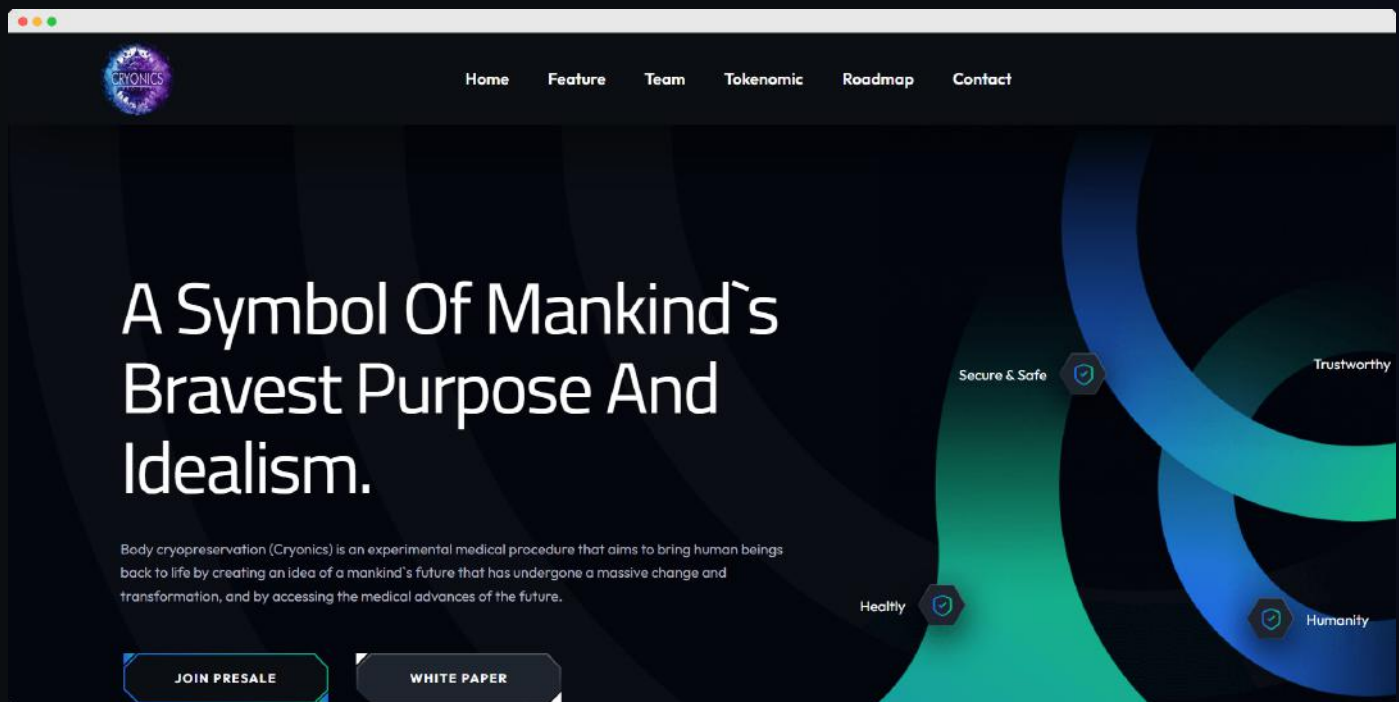 CRYONICS
Home Feature Team Tokenomic Roadmap Contact
A Symbol Of Mankind`s
Bravest Purpose And
Idealism.
Body cryopreservation (Cryonics) is an experimental medical procedure that aims to bring human beings
back to life by creating an idea of a mankind`s future that has undergone a massive change and
transformation, and by accessing the medical advances of the future.
JOIN PRESALE WHITE PAPER
Trustworthy
Secure & Safe
Healtly
Humanity